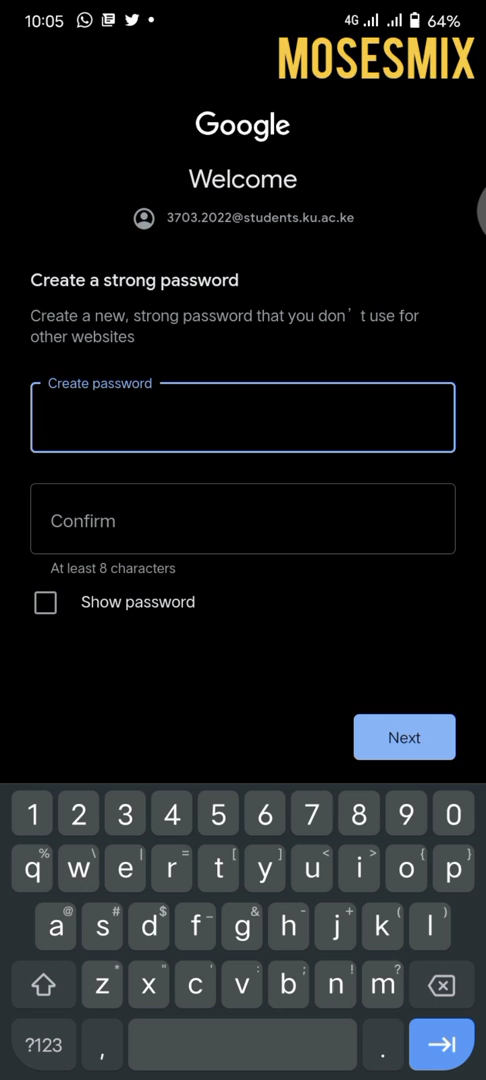 10:05
4G 64%
MOSESMIX
Google
Welcome
3703.2022@students.ku.ac.ke
Create a strong password
Create a new, strong password that you don’ t use for
other websites
Create password
Confirm
At least 8 characters
Show password
Next
1 2 3 4 5 6 7 8 9 0
% \ | = [ ] < > { }
q w e r t y u i o p
@ # $ _ & - + ( )
a s d f g h j k l
* " ' : ; ! ?
z x c v b n m
?123 , .